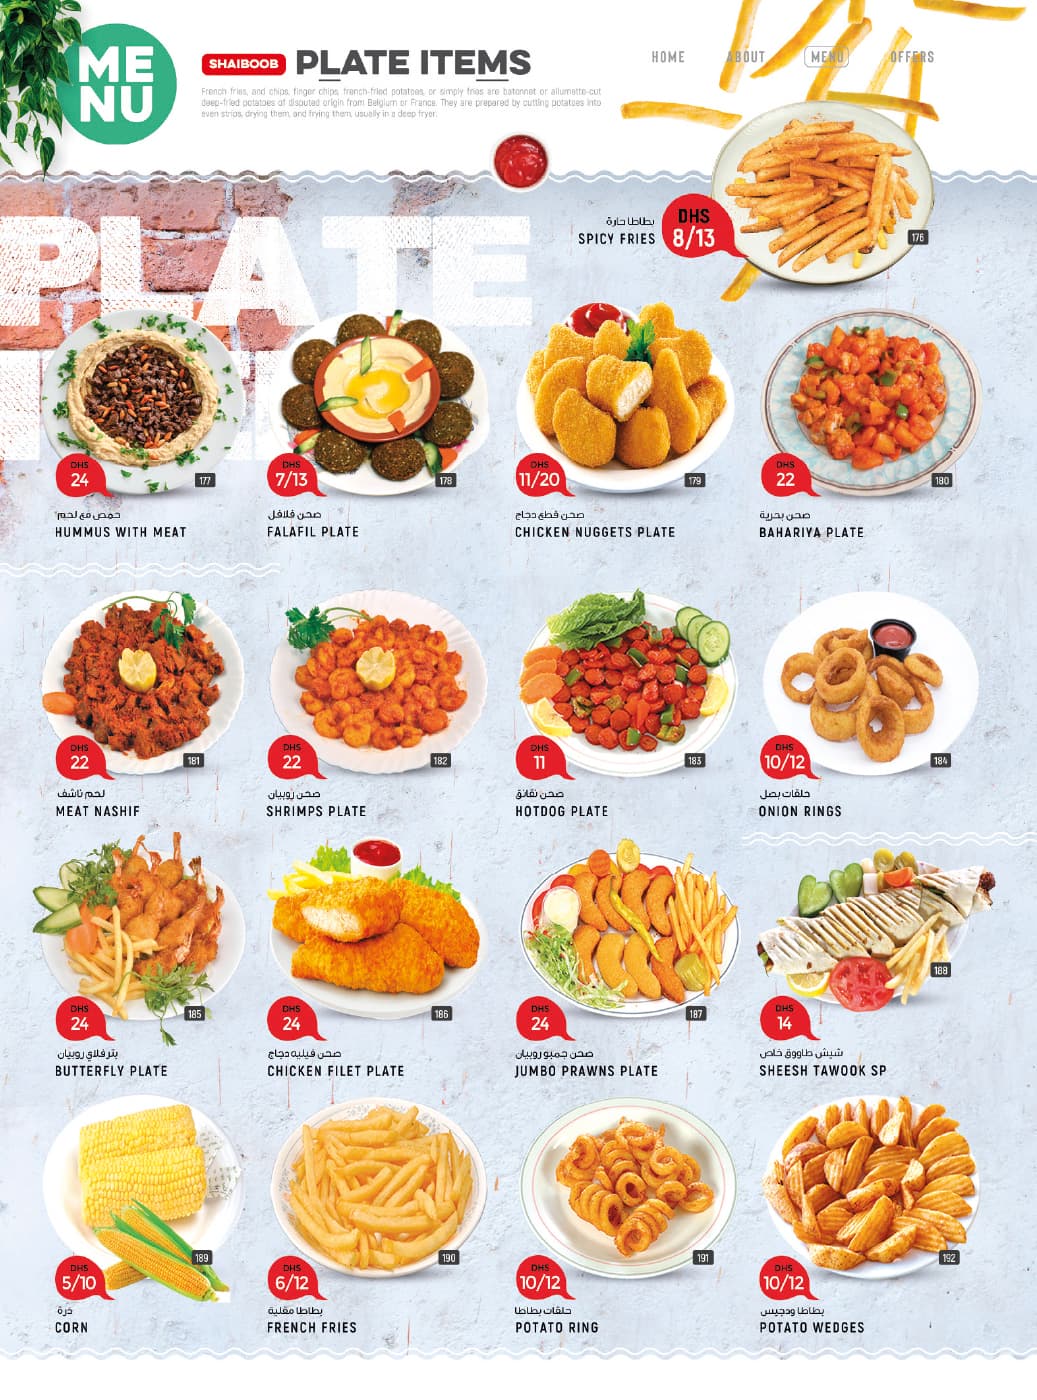 ME
NU
SHAIBOOB PLATE ITEMS
French fries, and chips, finger chips, french-fried potatoes, or simply fries are batonnet or allumette-cut
deep-fried potatoes of disputed origin from Belgium or France. They are prepared by cutting potatoes into
even strips, drying them, and frying them, usually in a deep fryer.
HOME ABOUT MENU OFFERS
PLATE
بطاطا حارة
SPICY FRIES
DHS
8/13
176
DHS
24
177
حمص مع لحم
HUMMUS WITH MEAT
DHS
7/13
178
صحن فلافل
FALAFIL PLATE
DHS
11/20
179
صحن قطع دجاج
CHICKEN NUGGETS PLATE
DHS
22
180
صحن بحرية
BAHARIYA PLATE
DHS
22
181
لحم ناشف
MEAT NASHIF
DHS
22
182
صحن روبيان
SHRIMPS PLATE
DHS
11
183
صحن نقانق
HOTDOG PLATE
DHS
10/12
184
حلقات بصل
ONION RINGS
DHS
24
185
بترفلاي روبيان
BUTTERFLY PLATE
DHS
24
186
صحن فيليه دجاج
CHICKEN FILET PLATE
DHS
24
187
صحن جمبو روبيان
JUMBO PRAWNS PLATE
DHS
14
188
شيش طاووق خاص
SHEESH TAWOOK SP
DHS
5/10
189
ذرة
CORN
DHS
6/12
190
بطاطا مقلية
FRENCH FRIES
DHS
10/12
191
حلقات بطاطا
POTATO RING
DHS
10/12
192
بطاطا ودجيس
POTATO WEDGES